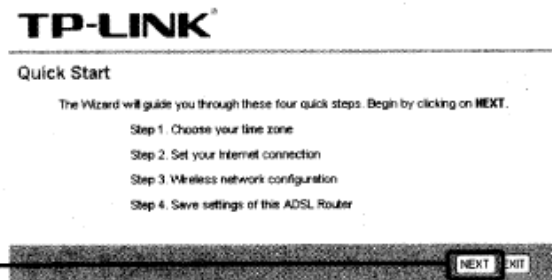 TP-LINK®
Quick Start
The Wizard will guide you through these four quick steps. Begin by clicking on NEXT.
Step 1. Choose your time zone
Step 2. Set your Internet connection
Step 3. Wireless network configuration
Step 4. Save settings of this ADSL Router
NEXT EXIT